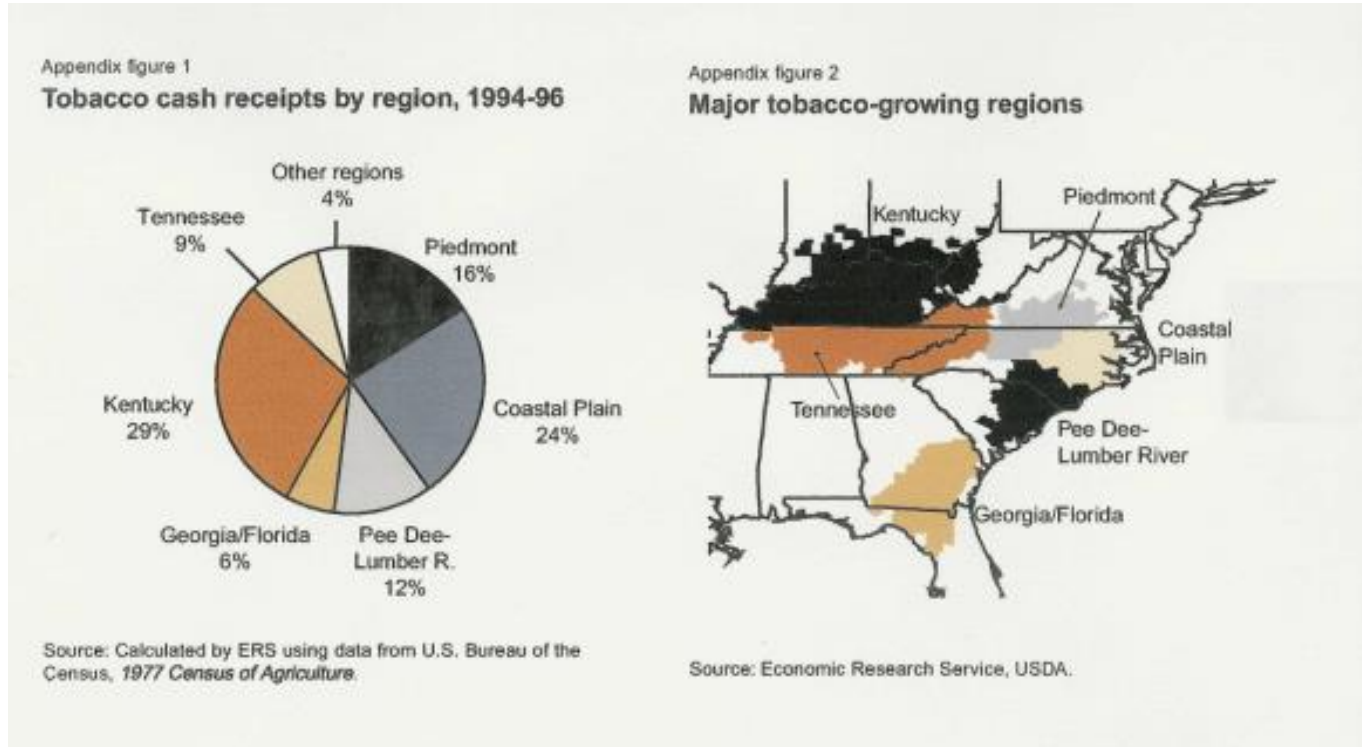 Appendix figure 1
Tobacco cash receipts by region, 1994-96
Other regions
4%
Tennessee
9%
Piedmont
16%
Kentucky
29%
Coastal Plain
24%
Georgia/Florida
6%
Pee Dee-
Lumber R.
12%
Source: Calculated by ERS using data from U.S. Bureau of the
Census, 1977 Census of Agriculture.
Appendix figure 2
Major tobacco-growing regions
Piedmont
Kentucky
Coastal
Plain
Tennessee
Pee Dee-
Lumber River
Georgia/Florida
Source: Economic Research Service, USDA.